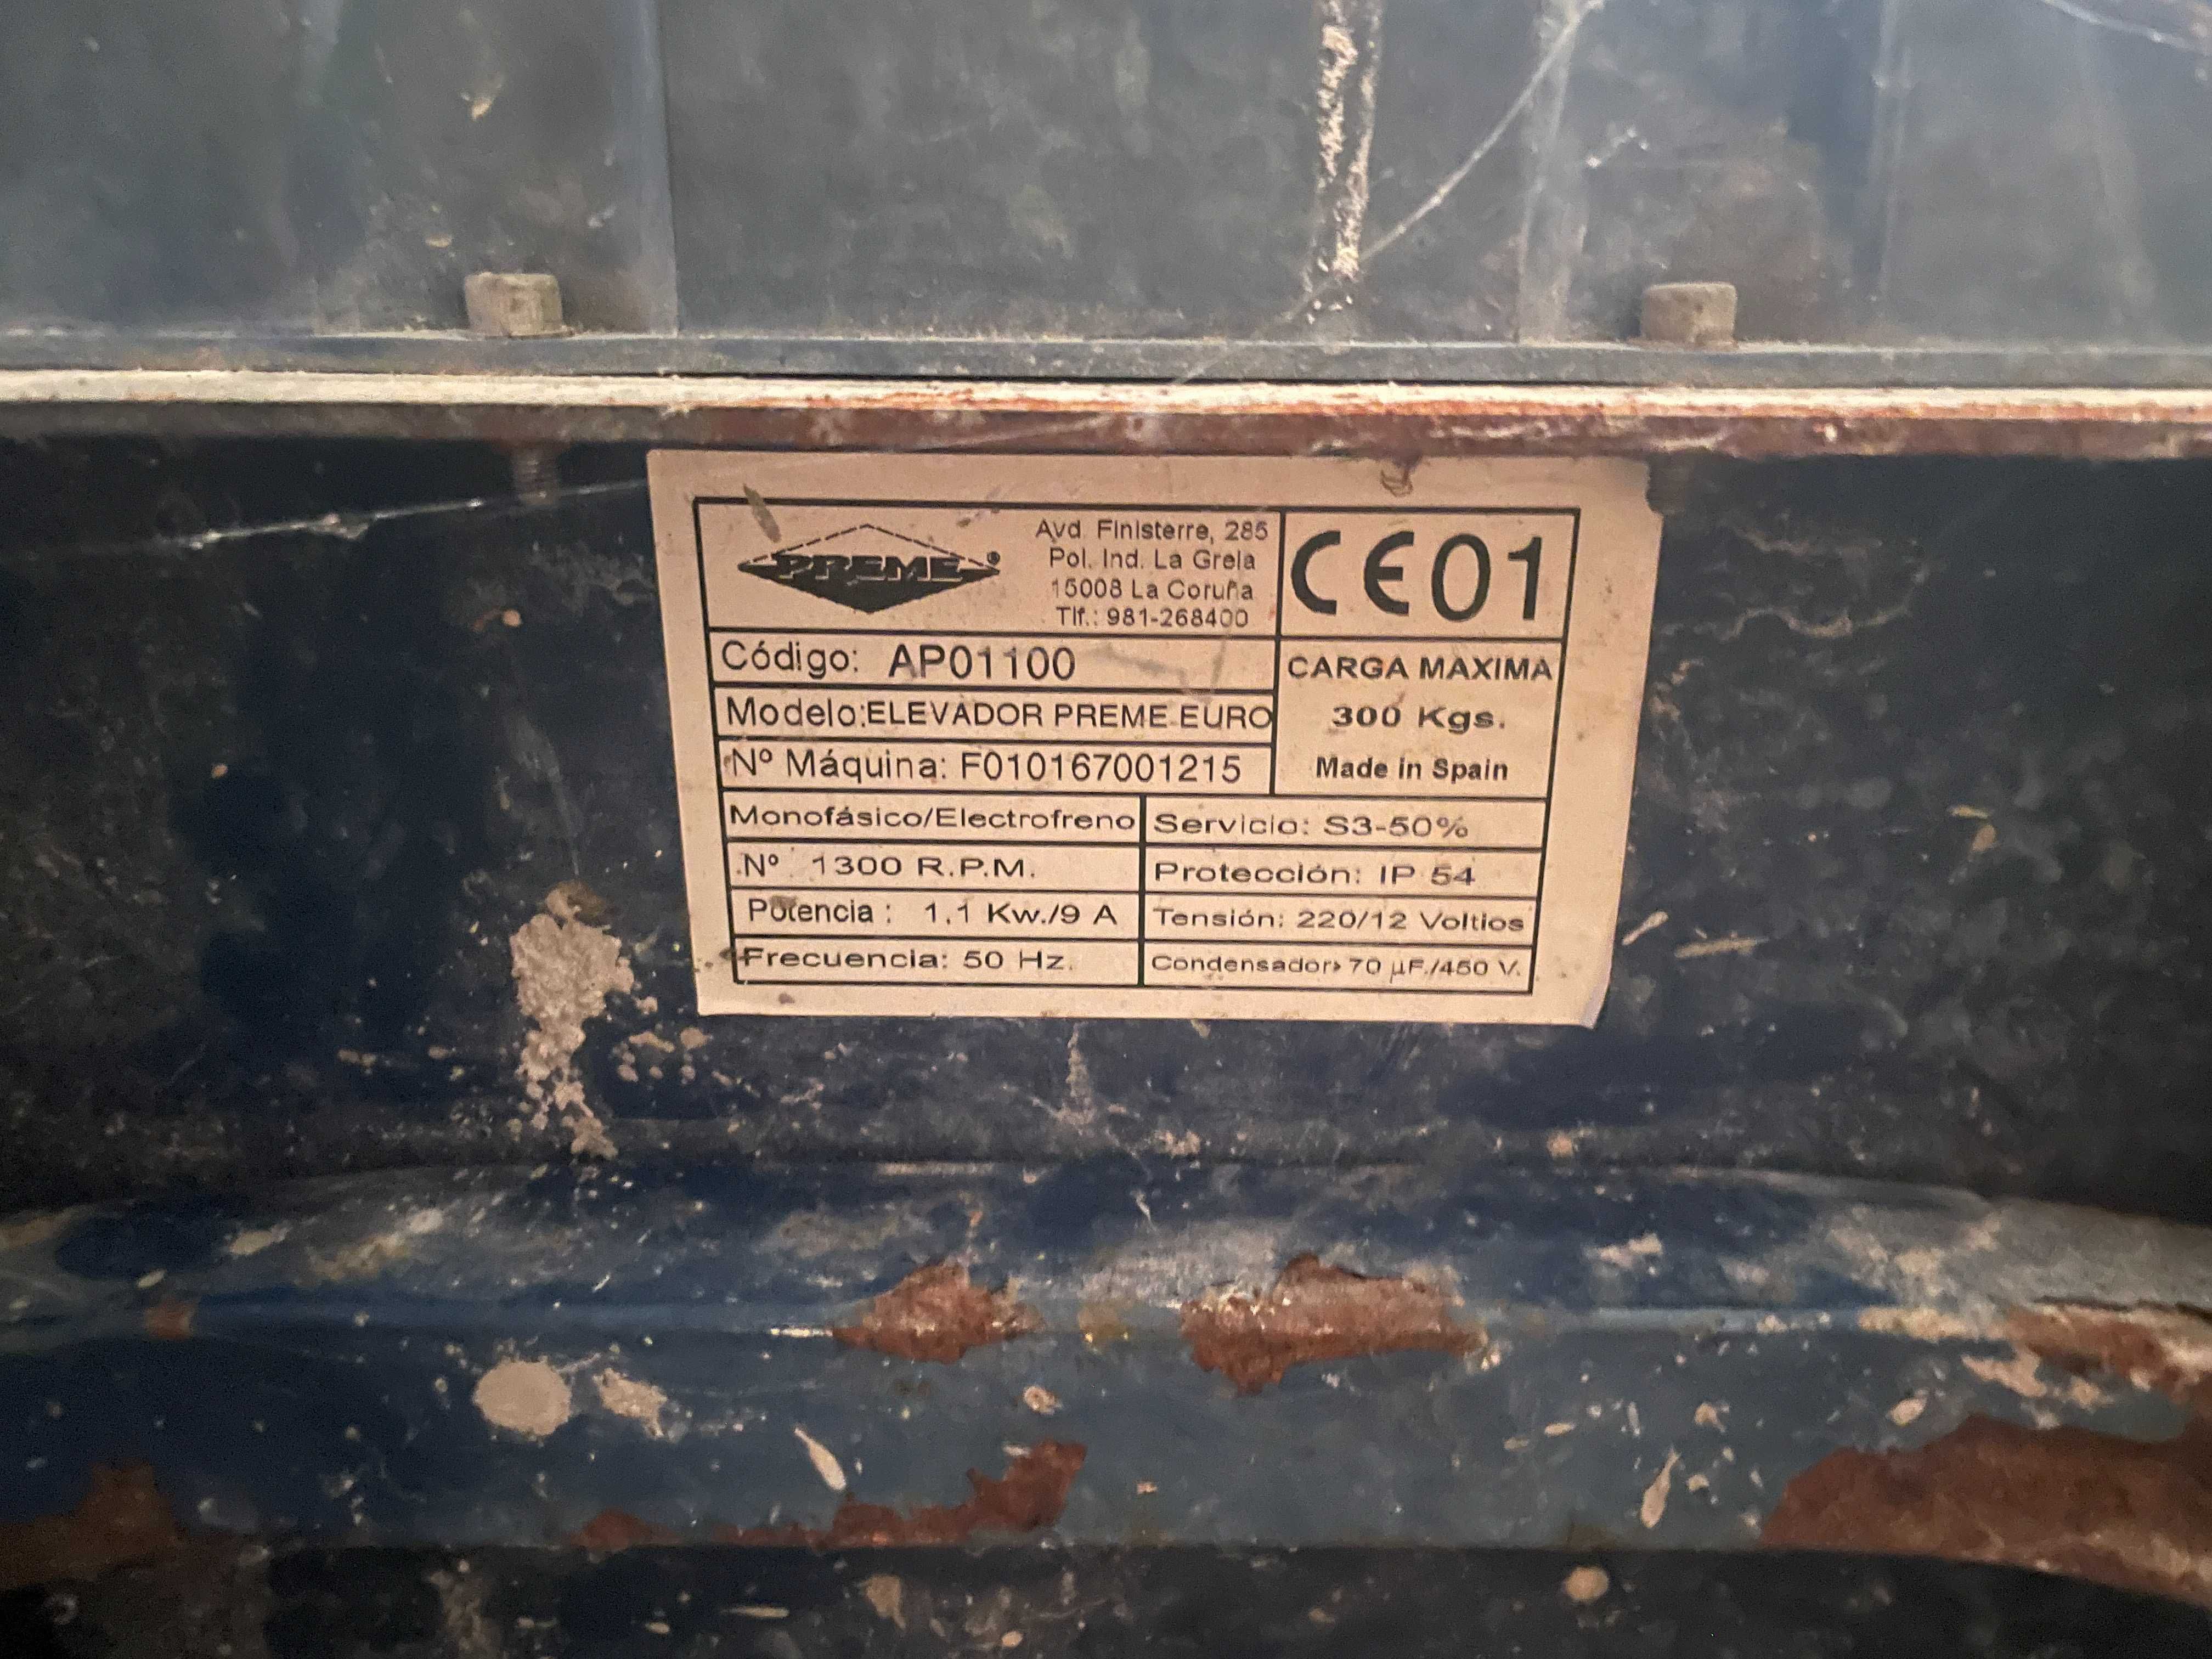 PREME®
Avd. Finisterre, 285
Pol. Ind. La Grela
15008 La Coruña
Tlf.: 981-268400
CE01
Código: AP01100
Modelo:ELEVADOR PREME EURO
Nº Máquina: F010167001215
CARGA MAXIMA
300 Kgs.
Made in Spain
Monofásico/Electrofreno
Servicio: S3-50%
Nº 1300 R.P.M.
Protección: IP 54
Potencia: 1,1 Kw./9 A
Tensión: 220/12 Voltios
Frecuencia: 50 Hz.
Condensador: 70 µF./450 V.